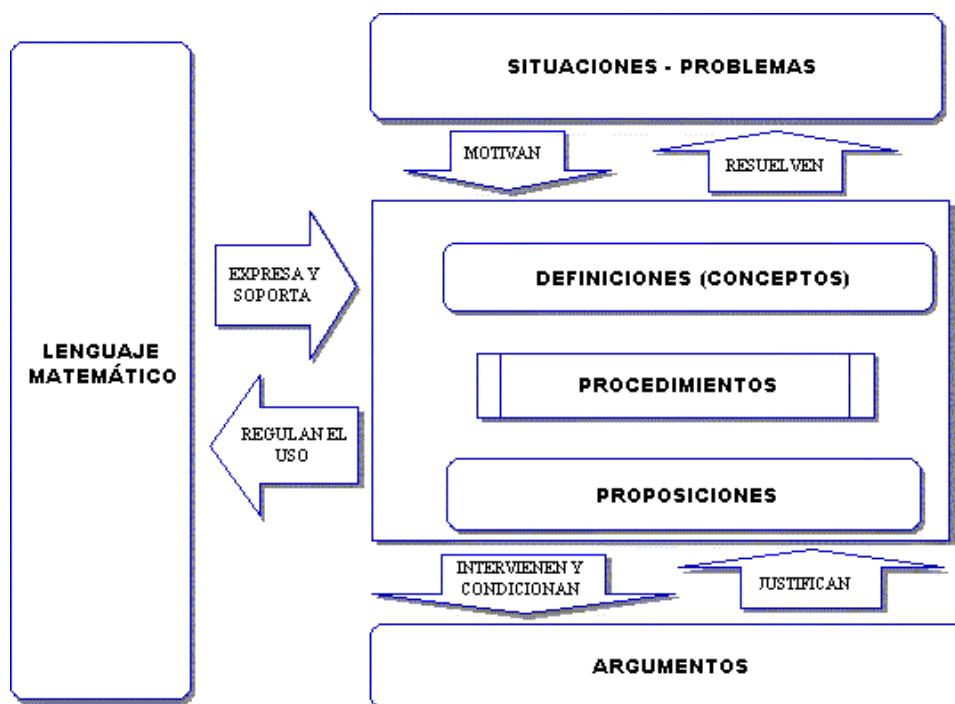 SITUACIONES - PROBLEMAS
MOTIVAN
RESUELVEN
EXPRESA Y
SOPORTA
DEFINICIONES (CONCEPTOS)
LENGUAJE
MATEMÁTICO
PROCEDIMIENTOS
REGULAN EL
USO
PROPOSICIONES
INTERVIENEN Y
CONDICIONAN
JUSTIFICAN
ARGUMENTOS